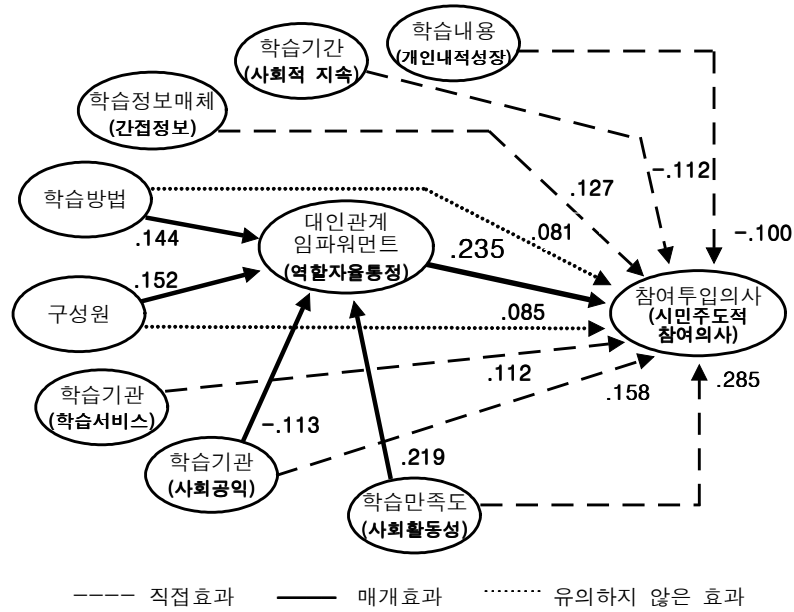 학습내용
(개인내적성장)
학습기간
(사회적 지속)
학습정보매체
(간접정보)
-.112
.127
학습방법
.144
대인관계
임파워먼트
(역할자율통정)
.081
.235
-.100
.152
구성원
.085
참여투입의사
(시민주도적
참여의사)
학습기관
(학습서비스)
.112
.158
.285
-.113
학습기관
(사회공익)
.219
학습만족도
(사회활동성)
직접효과
매개효과
유의하지 않은 효과